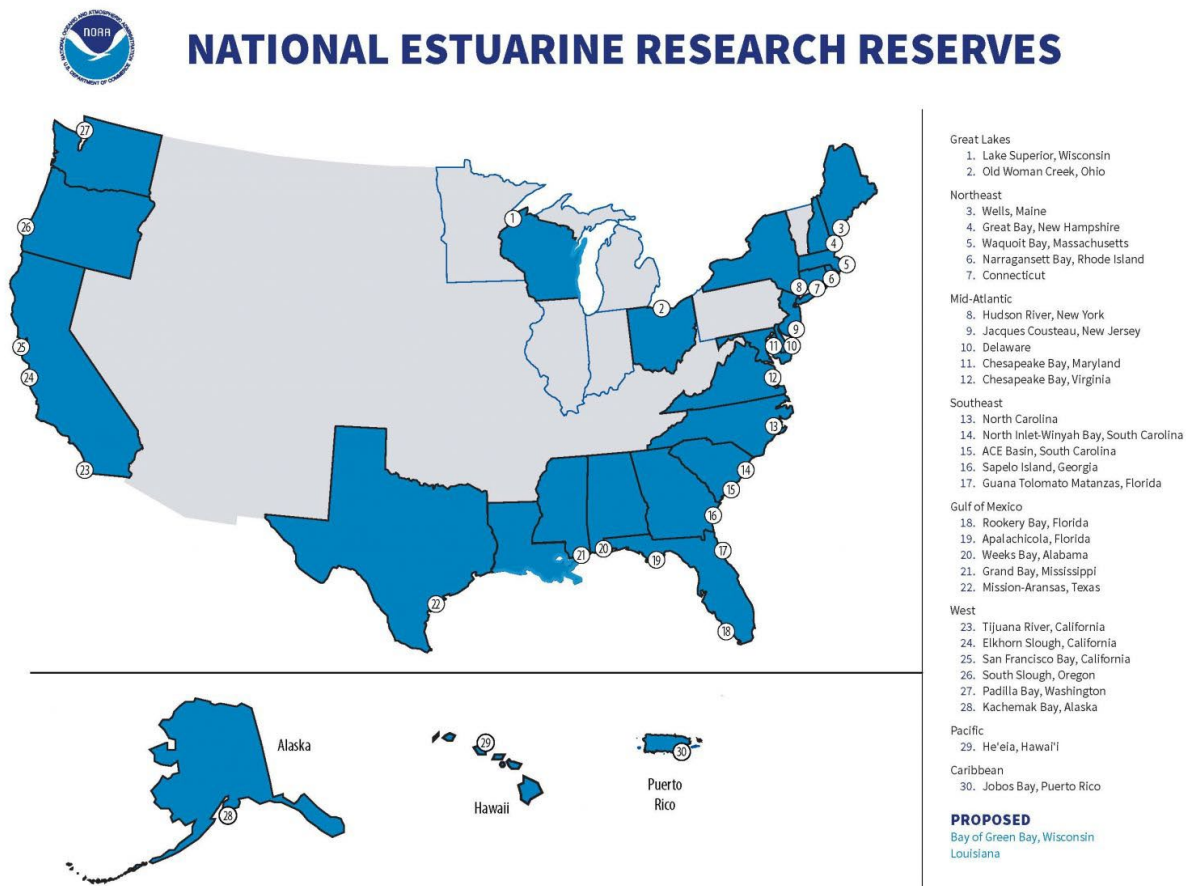 NOAA
NATIONAL OCEANIC AND ATMOSPHERIC ADMINISTRATION
U.S. DEPARTMENT OF COMMERCE
NATIONAL ESTUARINE RESEARCH RESERVES
27
26
25
24
23
1
2
3
4
5
6
7
8
9
10
11
12
13
14
15
16
17
18
19
20
21
22
Alaska
28
Hawaii
29
Puerto
Rico
30
Great Lakes
1. Lake Superior, Wisconsin
2. Old Woman Creek, Ohio
Northeast
3. Wells, Maine
4. Great Bay, New Hampshire
5. Waquoit Bay, Massachusetts
6. Narragansett Bay, Rhode Island
7. Connecticut
Mid-Atlantic
8. Hudson River, New York
9. Jacques Cousteau, New Jersey
10. Delaware
11. Chesapeake Bay, Maryland
12. Chesapeake Bay, Virginia
Southeast
13. North Carolina
14. North Inlet-Winyah Bay, South Carolina
15. ACE Basin, South Carolina
16. Sapelo Island, Georgia
17. Guana Tolomato Matanzas, Florida
Gulf of Mexico
18. Rookery Bay, Florida
19. Apalachicola, Florida
20. Weeks Bay, Alabama
21. Grand Bay, Mississippi
22. Mission-Aransas, Texas
West
23. Tijuana River, California
24. Elkhorn Slough, California
25. San Francisco Bay, California
26. South Slough, Oregon
27. Padilla Bay, Washington
28. Kachemak Bay, Alaska
Pacific
29. He'eia, Hawai'i
Caribbean
30. Jobos Bay, Puerto Rico
PROPOSED
Bay of Green Bay, Wisconsin
Louisiana